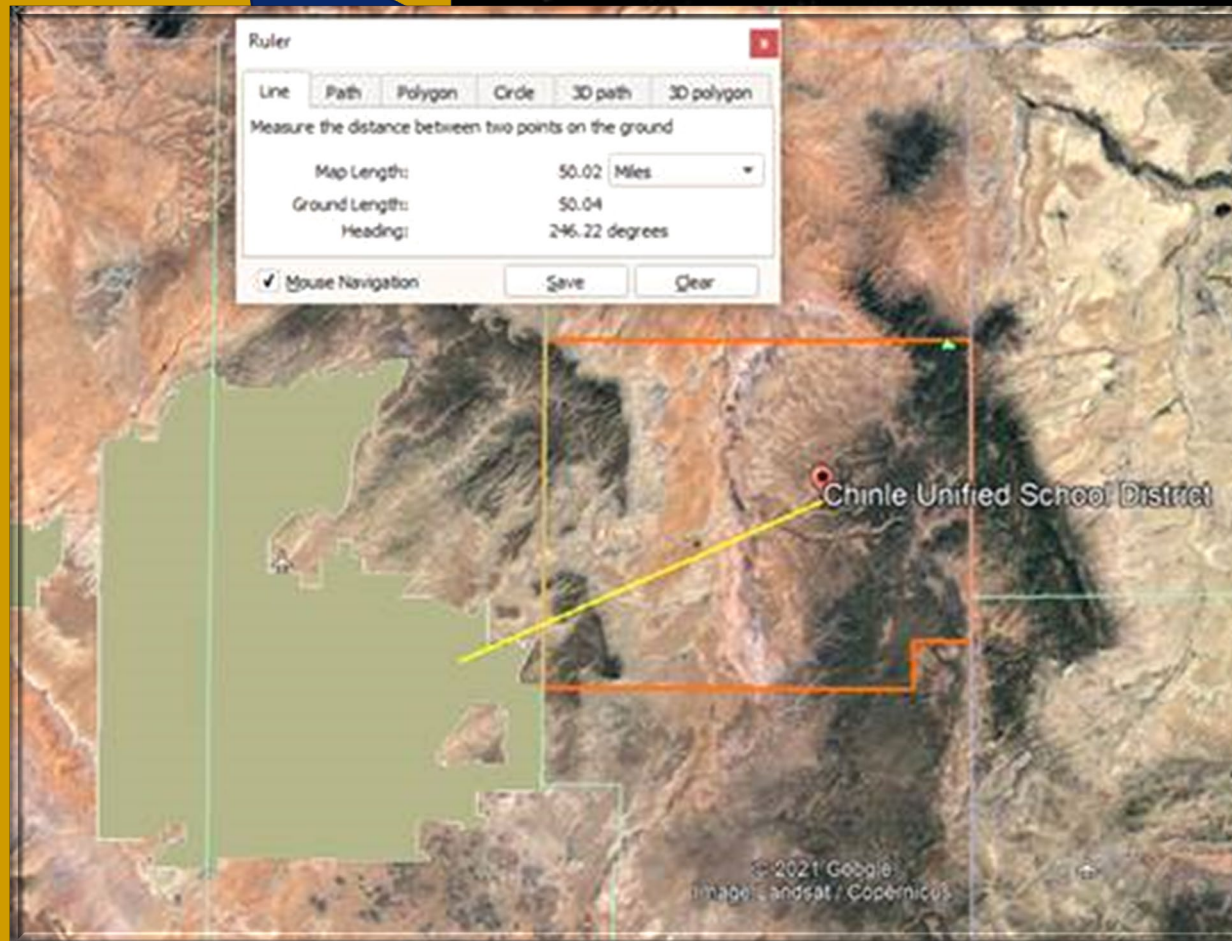 Ruler
Line Path Polygon Circle 3D path 3D polygon
Measure the distance between two points on the ground
Map Length: 50.02 Miles
Ground Length: 50.04
Heading: 246.22 degrees
Mouse Navigation Save Clear
Chinle Unified School District
© 2021 Google
Image Landsat / Copernicus